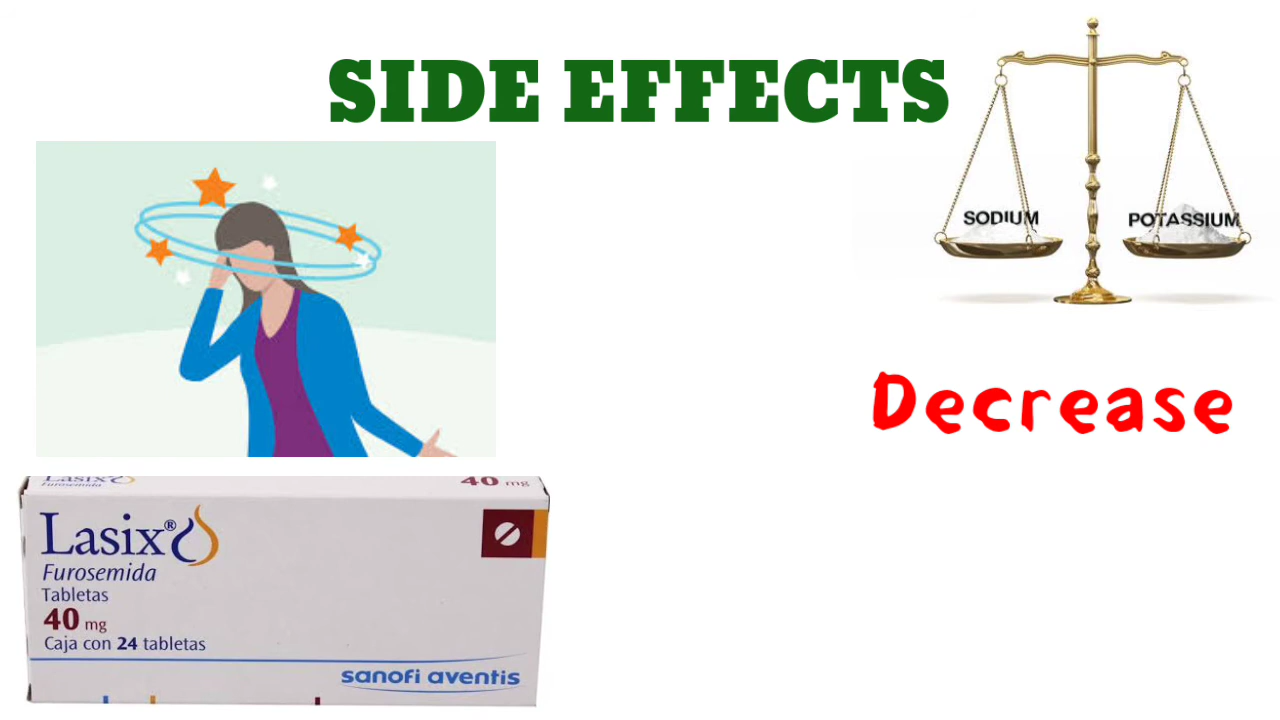 SIDE EFFECTS
SODIUM
POTASSIUM
Decrease
Lasix
Furosemida
40 mg
Lasix®
Furosemida
Tabletas
40 mg
Caja con 24 tabletas
sanofi aventis